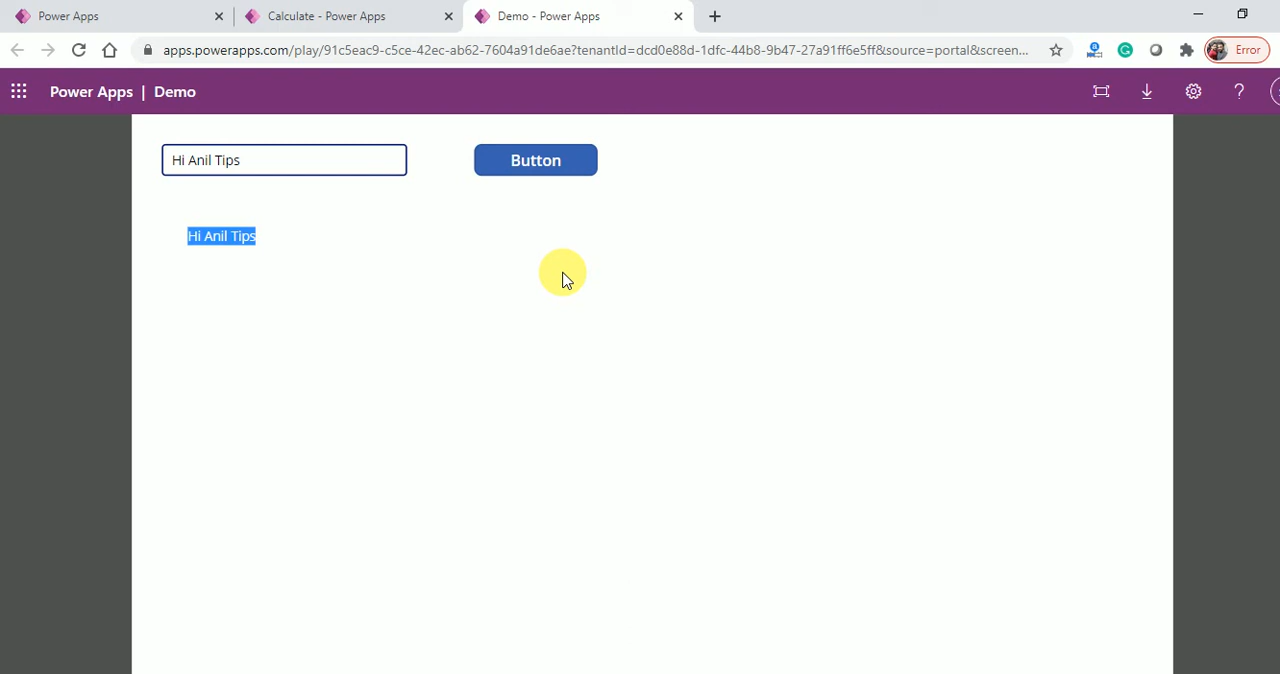 Power Apps
Calculate - Power Apps
Demo - Power Apps
apps.powerapps.com/play/91c5eac9-c5ce-42ec-ab62-7604a91de6ae?tenantId=dcd0e88d-1dfc-44b8-9b47-27a91ff6e5ff&source=portal&screen...
Error
Power Apps | Demo
Hi Anil Tips
Button
Hi Anil Tips